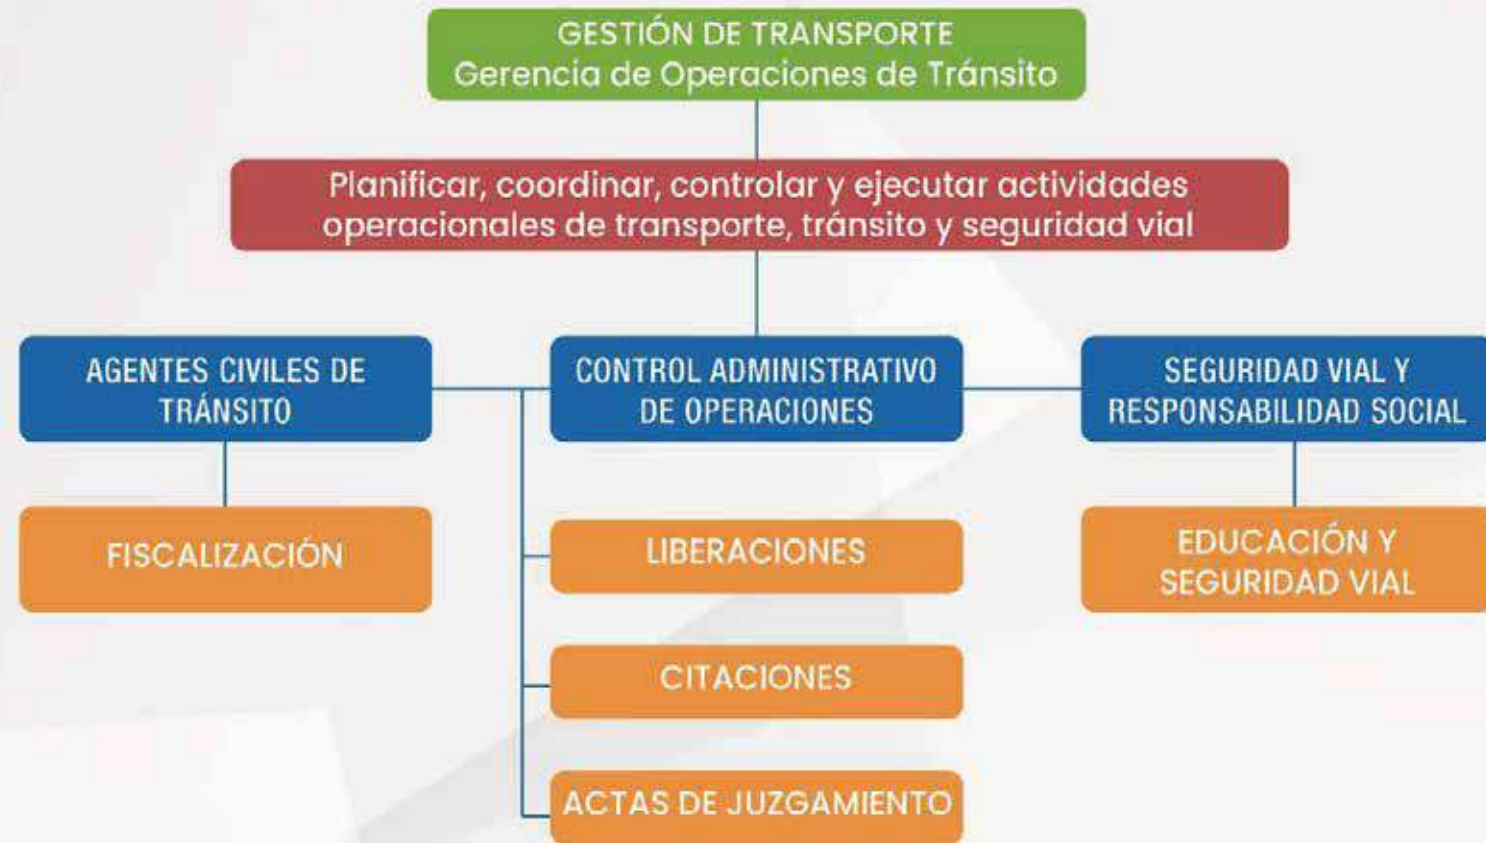 GESTIÓN DE TRANSPORTE
Gerencia de Operaciones de Tránsito
Planificar, coordinar, controlar y ejecutar actividades
operacionales de transporte, tránsito y seguridad vial
AGENTES CIVILES DE
TRÁNSITO
CONTROL ADMINISTRATIVO
DE OPERACIONES
SEGURIDAD VIAL Y
RESPONSABILIDAD SOCIAL
FISCALIZACIÓN
LIBERACIONES
CITACIONES
ACTAS DE JUZGAMIENTO
EDUCACIÓN Y
SEGURIDAD VIAL